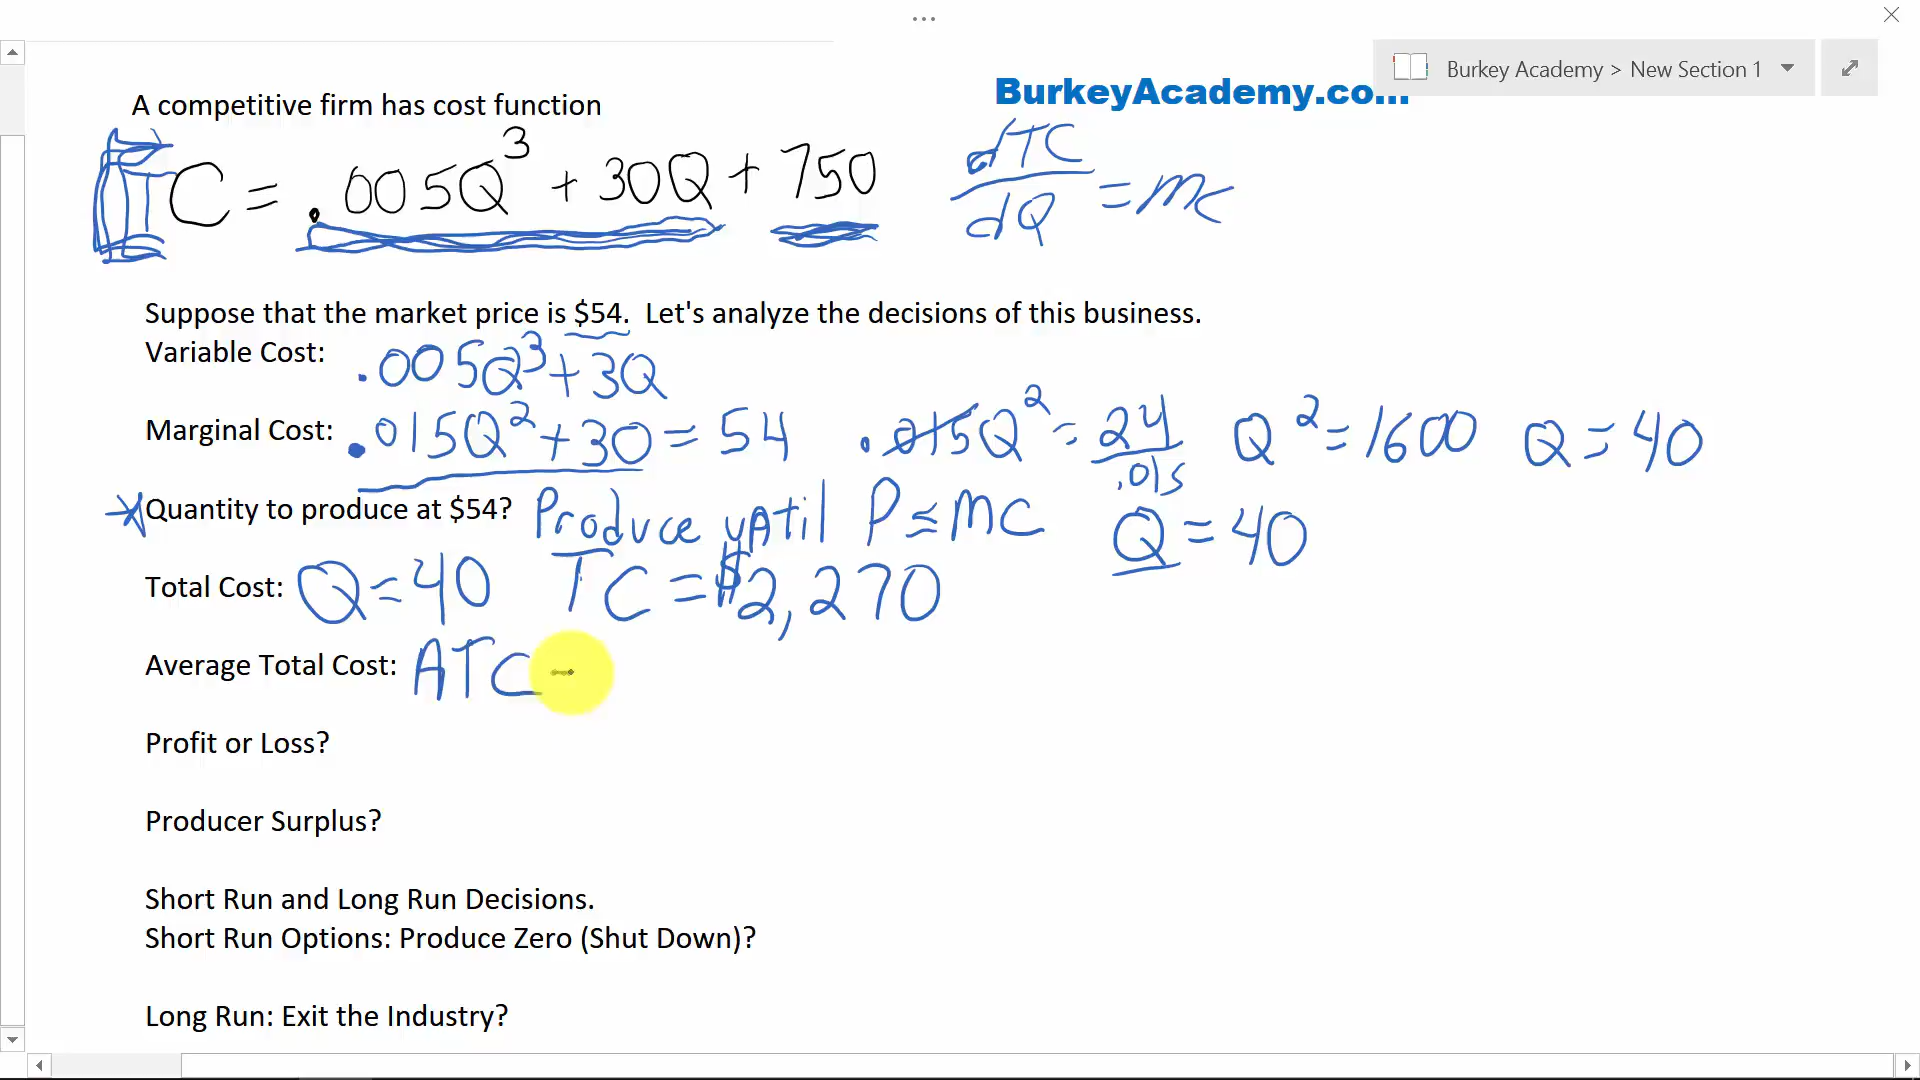 Burkey Academy > New Section 1
BurkeyAcademy.co...
A competitive firm has cost function
TC = .005Q³ + 30Q + 750
dTC
dQ = MC
Suppose that the market price is $54. Let's analyze the decisions of this business.
Variable Cost: .005Q³ + 3Q
Marginal Cost: .015Q² + 30 = 54 .015Q² = 24 Q² = 1600 Q = 40
.015
Quantity to produce at $54? Produce until P ≤ MC Q = 40
Total Cost: Q = 40 TC = $2,270
Average Total Cost: ATC -
Profit or Loss?
Producer Surplus?
Short Run and Long Run Decisions.
Short Run Options: Produce Zero (Shut Down)?
Long Run: Exit the Industry?